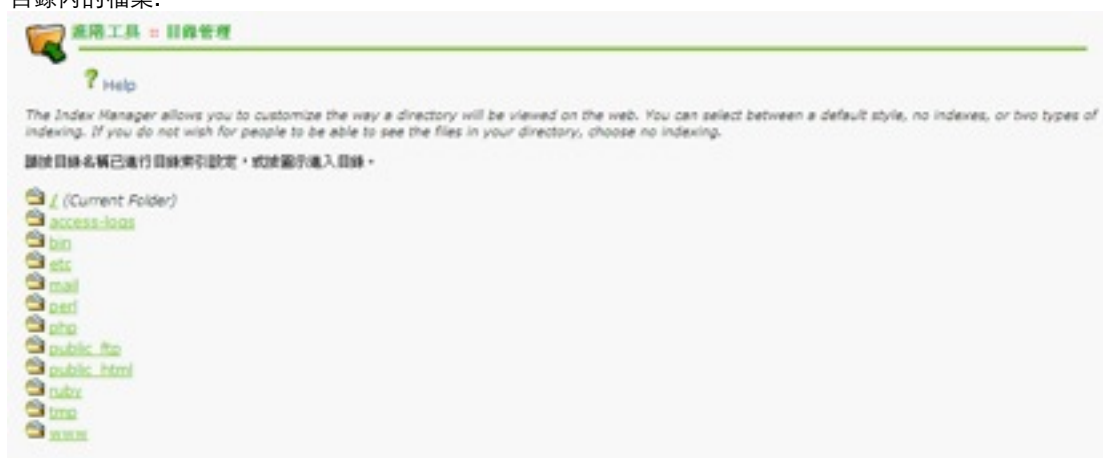 目錄內的檔案:
進階工具 :: 目錄管理
Help
The Index Manager allows you to customize the way a directory will be viewed on the web. You can select between a default style, no indexes, or two types of
indexing. If you do not wish for people to be able to see the files in your directory, choose no indexing.
請按目錄名稱已進行目錄索引設定，或按圖示進入目錄。
/ (Current Folder)
access-logs
bin
etc
mail
perl
php
public_ftp
public_html
ruby
tmp
www